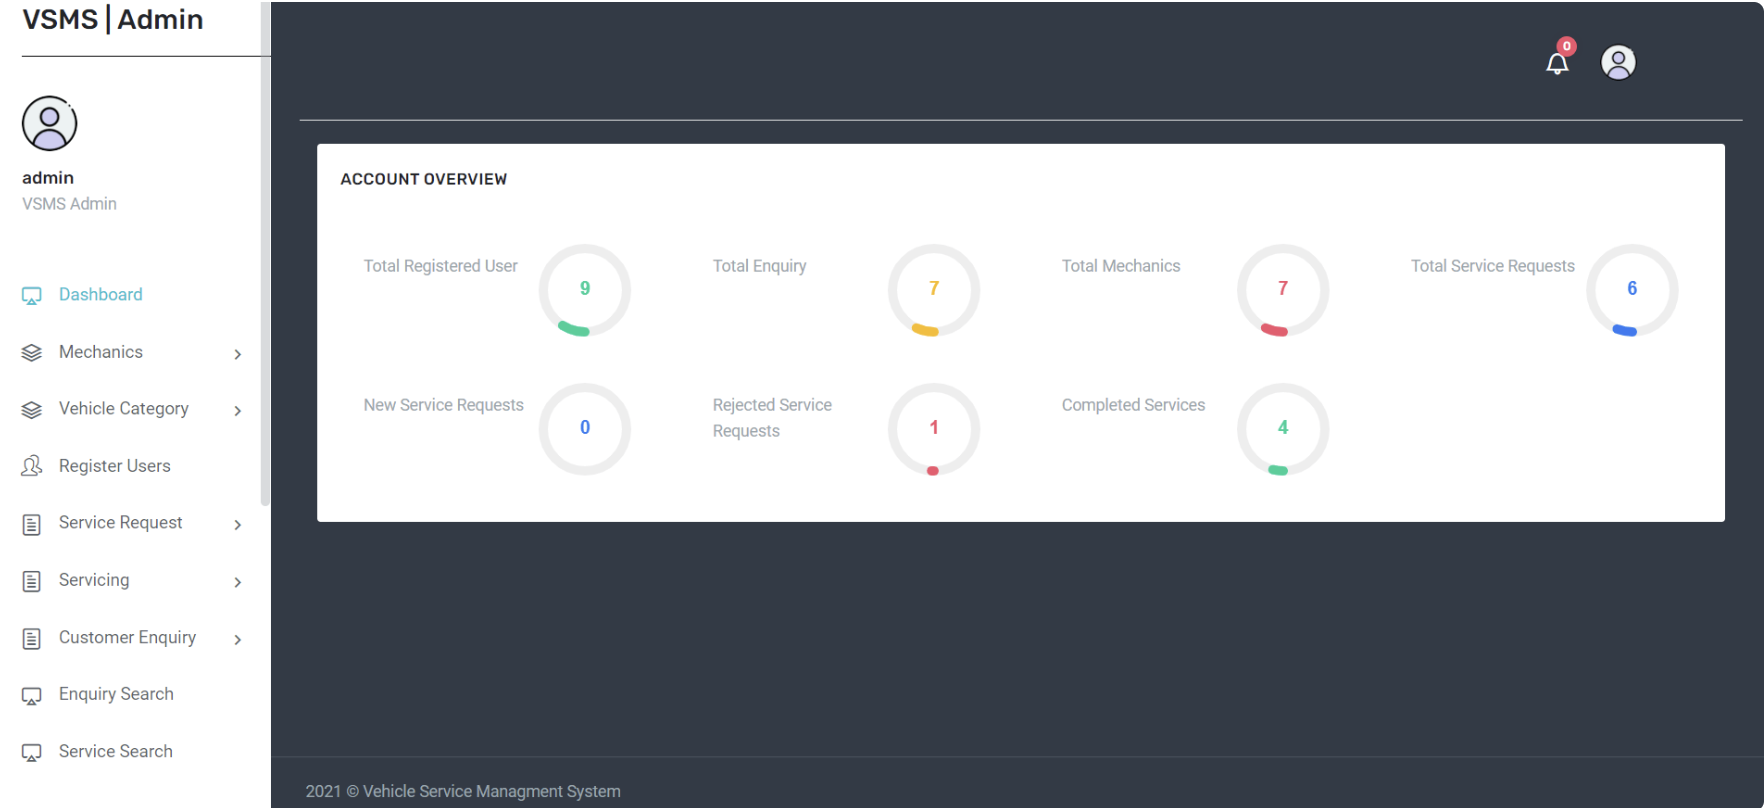 VSMS | Admin
0
admin
VSMS Admin
Dashboard
Mechanics
Vehicle Category
Register Users
Service Request
Servicing
Customer Enquiry
Enquiry Search
Service Search
ACCOUNT OVERVIEW
Total Registered User
9
Total Enquiry
7
Total Mechanics
7
Total Service Requests
6
New Service Requests
0
Rejected Service
Requests
1
Completed Services
4
2021 © Vehicle Service Managment System